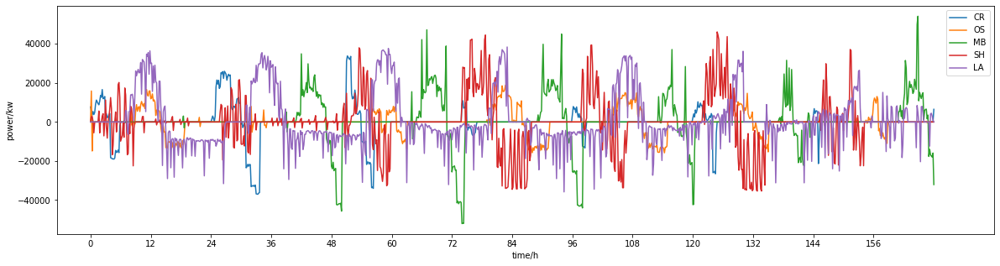 CR
OS
MB
SH
LA
power/kw
40000
20000
0
−20000
−40000
0 12 24 36 48 60 72 84 96 108 120 132 144 156
time/h